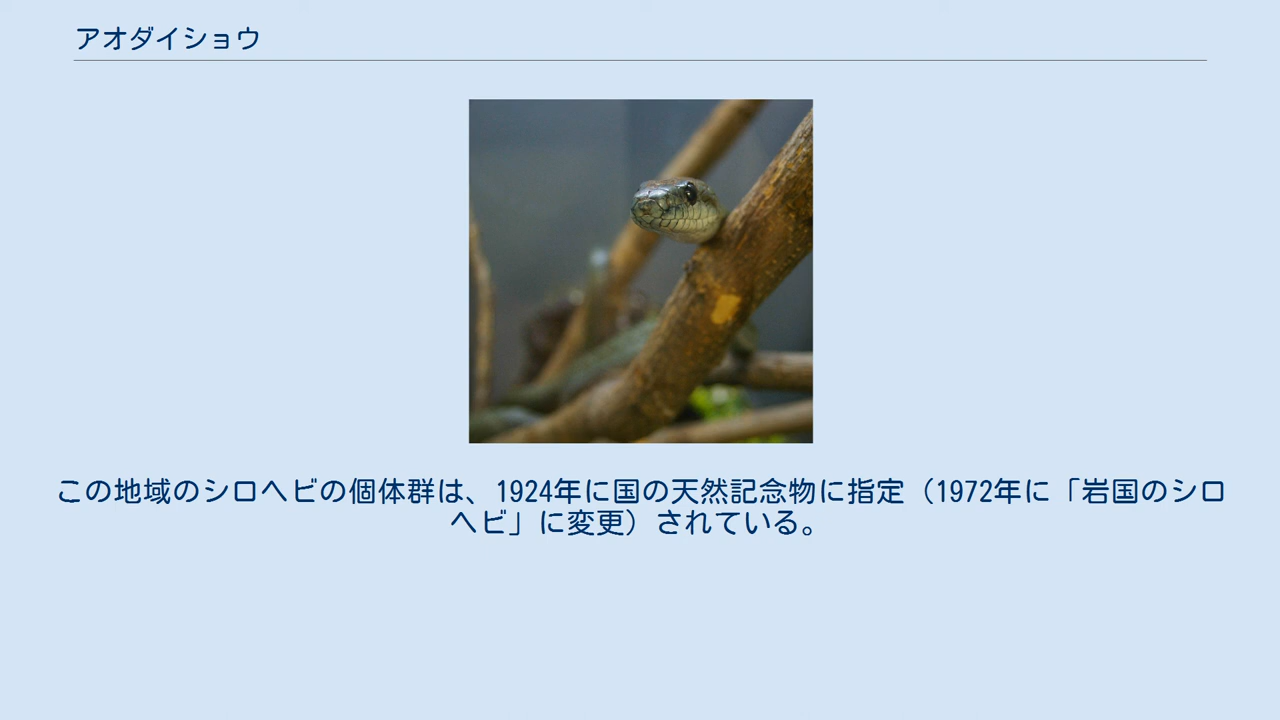 アオダイショウ
この地域のシロヘビの個体群は、1924年に国の天然記念物に指定（1972年に「岩国のシロ
ヘビ」に変更）されている。